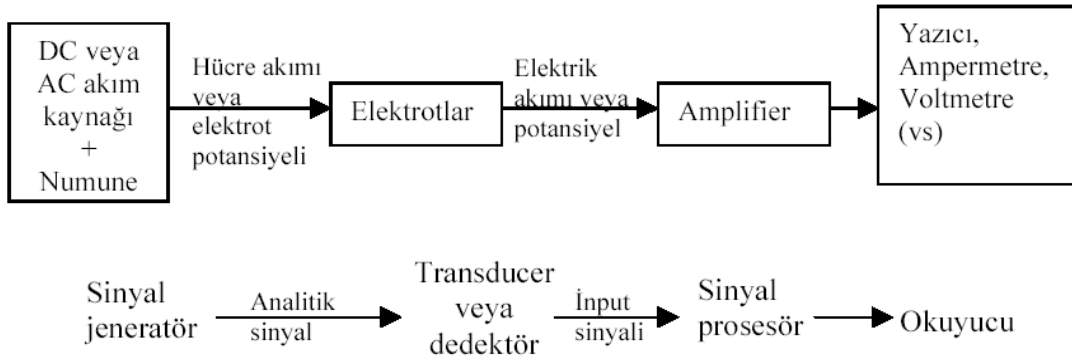 DC veya
AC akım
kaynağı
+
Numune
Hücre akımı
veya
elektrot
potansiyeli
Elektrotlar
Elektrik
akımı veya
potansiyel
Amplifier
Yazıcı,
Ampermetre,
Voltmetre
(vs)
Sinyal
jeneratör
Analitik
sinyal
Transducer
veya
dedektör
İnput
sinyali
Sinyal
prosesör
Okuyucu